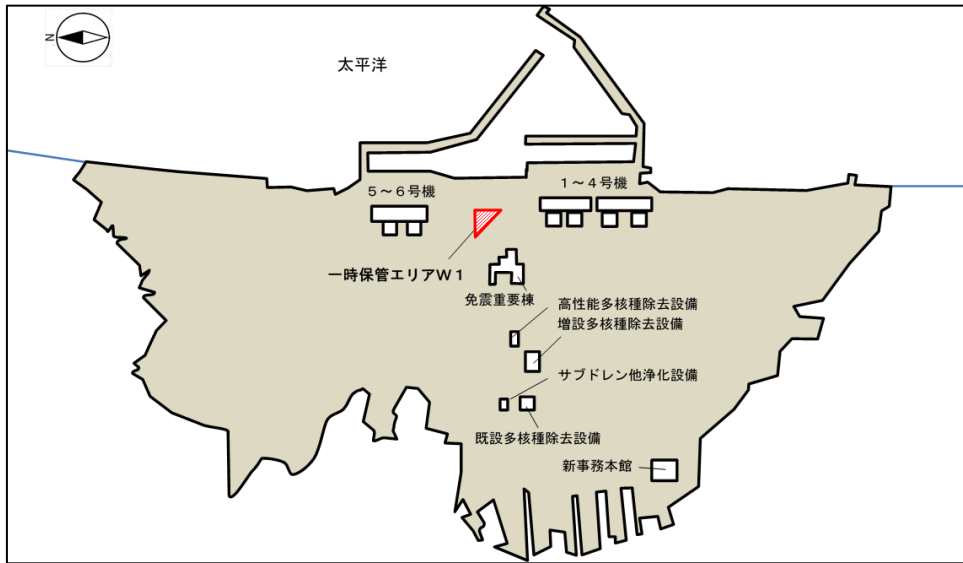 N
太平洋
５～６号機
１～４号機
一時保管エリアＷ１
免震重要棟
高性能多核種除去設備
増設多核種除去設備
サブドレン他浄化設備
既設多核種除去設備
新事務本館